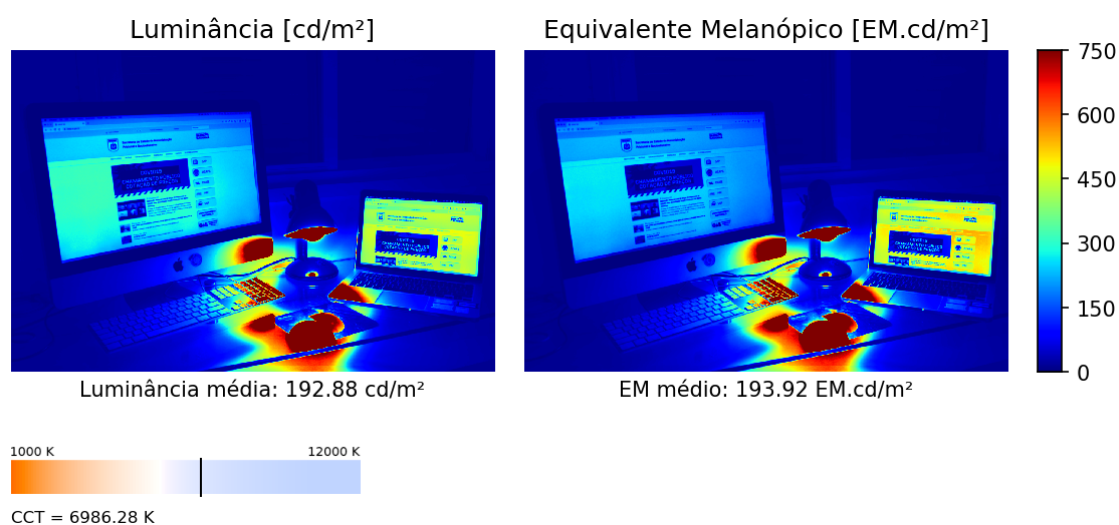 Luminância [cd/m²]
Equivalente Melanópico [EM.cd/m²]
750
600
450
300
150
0
Luminância média: 192.88 cd/m²
EM médio: 193.92 EM.cd/m²
1000 K
12000 K
CCT = 6986.28 K